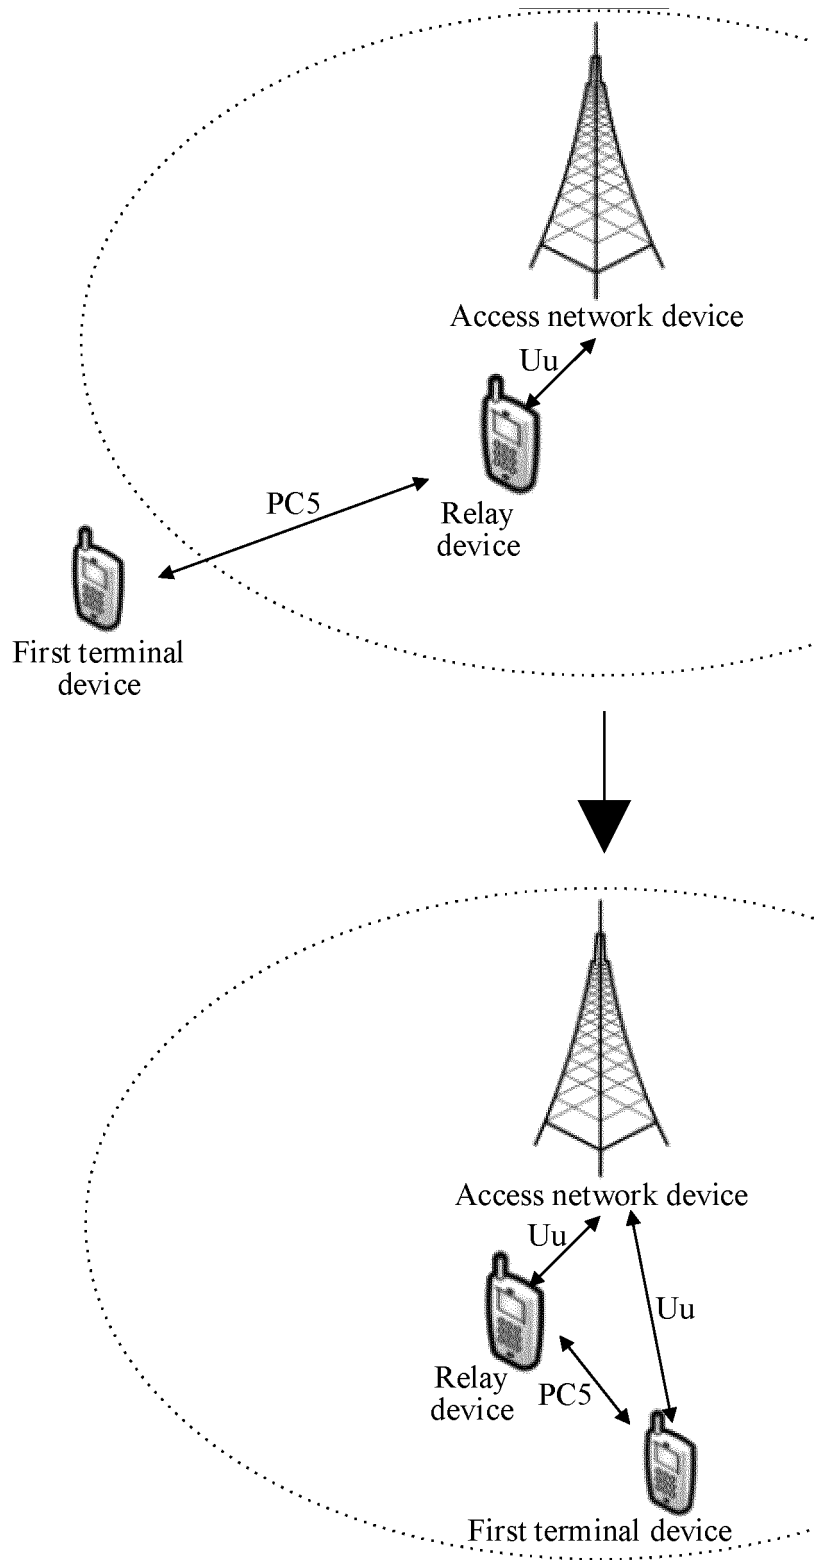 Access network device
Uu
PC5
Relay
device
First terminal
device
Access network device
Uu
Uu
Relay
device
PC5
First terminal device